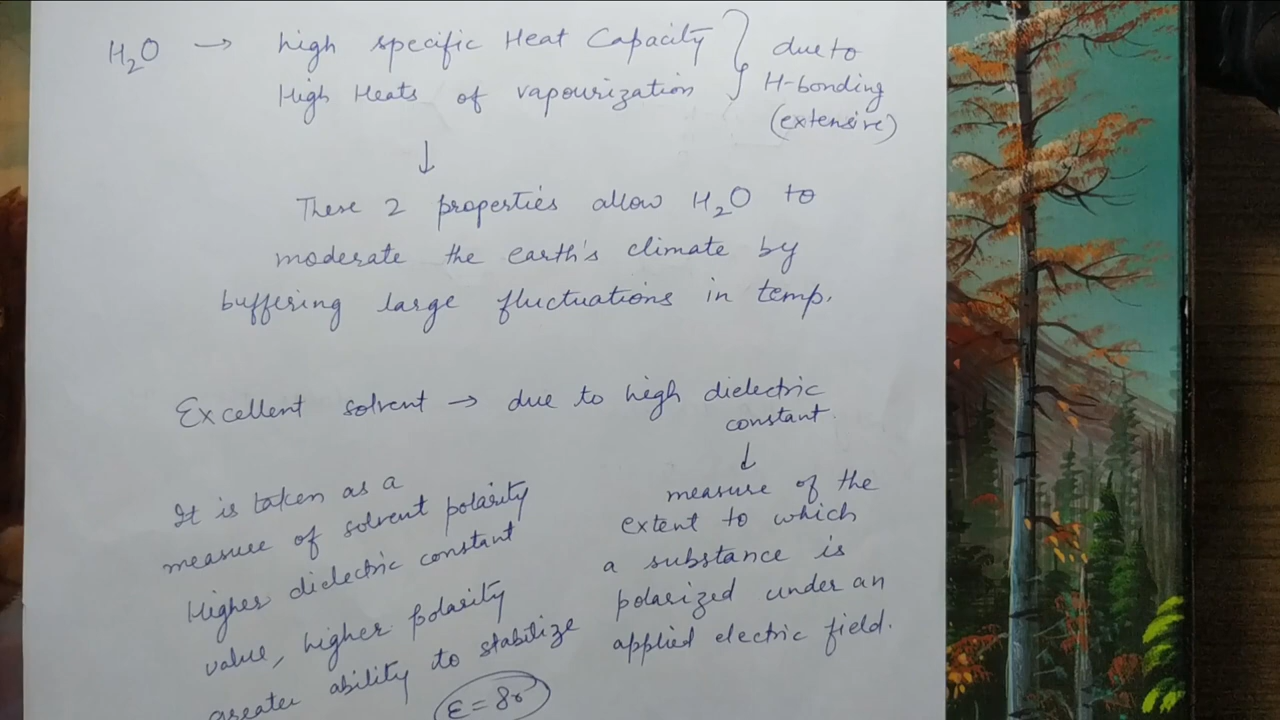 H₂O → high specific Heat Capacity } due to
High Heats of vapourization H-bonding
(extensive)
↓
These 2 properties allow H₂O to
moderate the earth's climate by
buffering large fluctuations in temp.
Excellent solvent → due to high dielectric
constant.
↓
measure of the
extent to which
a substance is
polarized under an
applied electric field.
It is taken as a
measure of solvent polarity
Higher dielectric constant
value, higher polarity
greater ability to stabilize
ε = 80